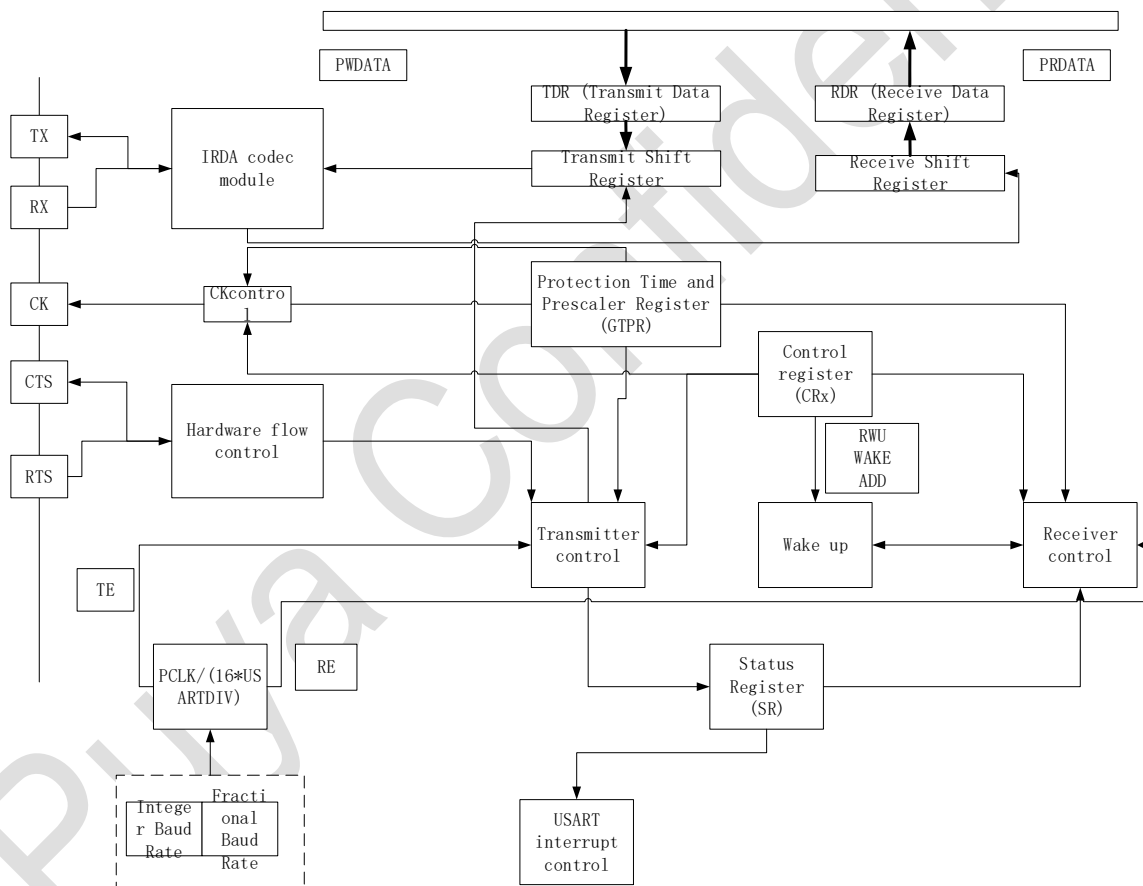 PWDATA
PRDATA
TDR (Transmit Data
Register)
RDR (Receive Data
Register)
TX
IRDA codec
module
Transmit Shift
Register
Receive Shift
Register
RX
CK
CKcontro
l
Protection Time and
Prescaler Register
(GTPR)
CTS
Control
register
(CRx)
Hardware flow
control
RWU
WAKE
ADD
RTS
Transmitter
control
Wake up
Receiver
control
TE
RE
PCLK/(16*US
ARTDIV)
Status
Register
(SR)
Intege
r Baud
Rate
Fracti
onal
Baud
Rate
USART
interrupt
control
Puya Confiden